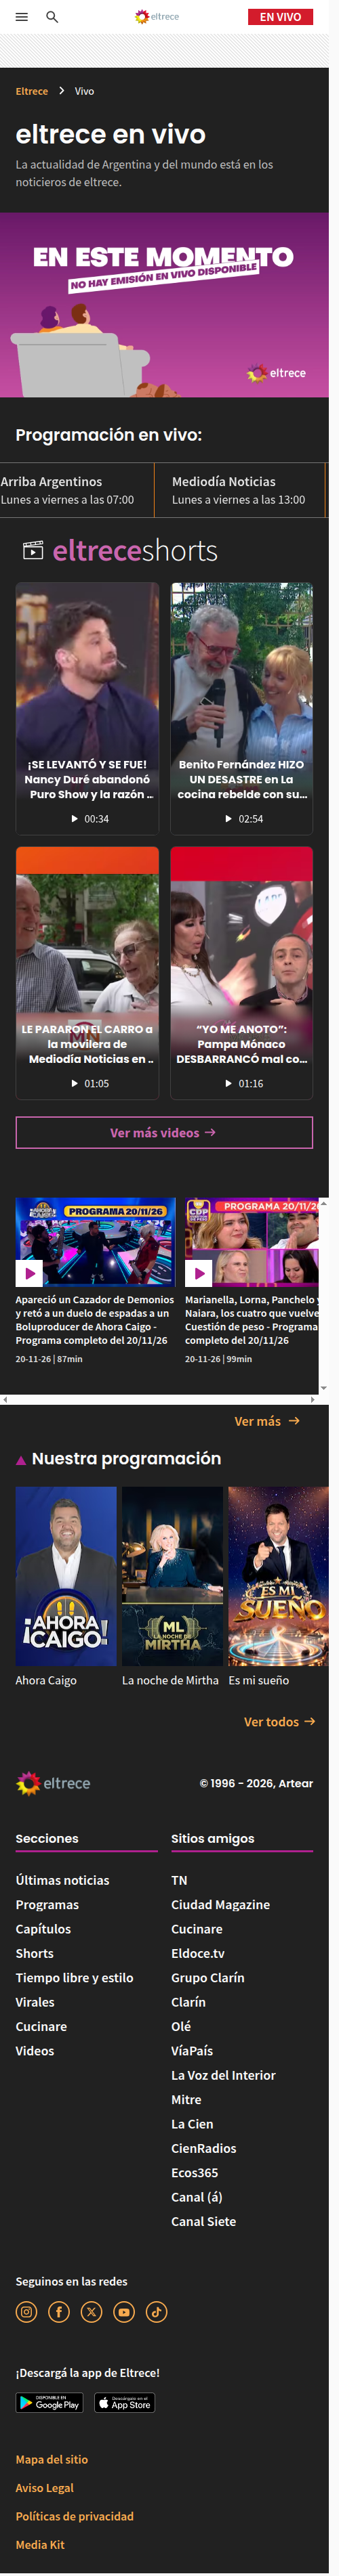 eltrece
EN VIVO
Eltrece
Vivo
eltrece en vivo
La actualidad de Argentina y del mundo está en los
noticieros de eltrece.
EN ESTE MOMENTO
NO HAY EMISIÓN EN VIVO DISPONIBLE
eltrece
Programación en vivo:
Arriba Argentinos
Lunes a viernes a las 07:00
Mediodía Noticias
Lunes a viernes a las 13:00
eltreceshorts
¡SE LEVANTÓ Y SE FUE!
Nancy Duré abandonó
Puro Show y la razón ...
00:34
Benito Fernández HIZO
UN DESASTRE en La
cocina rebelde con su...
02:54
LE PARARON EL CARRO a
la movilera de
Mediodía Noticias en ...
01:05
“YO ME ANOTO”:
Pampa Mónaco
DESBARRANCÓ mal co...
01:16
Ver más videos
PROGRAMA 20/11/26
Apareció un Cazador de Demonios
y retó a un duelo de espadas a un
Boluproducer de Ahora Caigo -
Programa completo del 20/11/26
20-11-26 | 87min
CDP
PROGRAMA 20/11/26
Marianella, Lorna, Panchelo y
Naiara, los cuatro que vuelve
Cuestión de peso - Programa
completo del 20/11/26
20-11-26 | 99min
Ver más
Nuestra programación
¡AHORA
CAIGO!
ML
LA NOCHE DE
MIRTHA
ES MI
SUEÑO
Ahora Caigo
La noche de Mirtha
Es mi sueño
Ver todos
eltrece
© 1996 - 2026, Artear
Secciones
Últimas noticias
Programas
Capítulos
Shorts
Tiempo libre y estilo
Virales
Cucinare
Videos
Sitios amigos
TN
Ciudad Magazine
Cucinare
Eldoce.tv
Grupo Clarín
Clarín
Olé
VíaPaís
La Voz del Interior
Mitre
La Cien
CienRadios
Ecos365
Canal (á)
Canal Siete
Seguinos en las redes
¡Descargá la app de Eltrece!
DISPONIBLE EN
Google Play
Descárgalo en el
App Store
Mapa del sitio
Aviso Legal
Políticas de privacidad
Media Kit